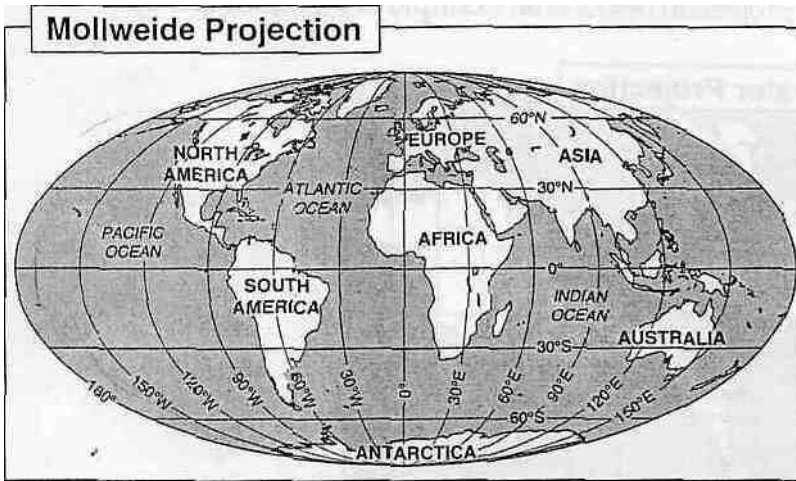 Mollweide Projection
60°N
EUROPE
NORTH
AMERICA
ASIA
ATLANTIC
OCEAN
30°N
PACIFIC
OCEAN
AFRICA
0°
SOUTH
AMERICA
INDIAN
OCEAN
AUSTRALIA
30°S
180°
150°W
120°W
90°W
60°W
30°W
0°
30°E
60°E
90°E
120°E
150°E
60°S
ANTARCTICA